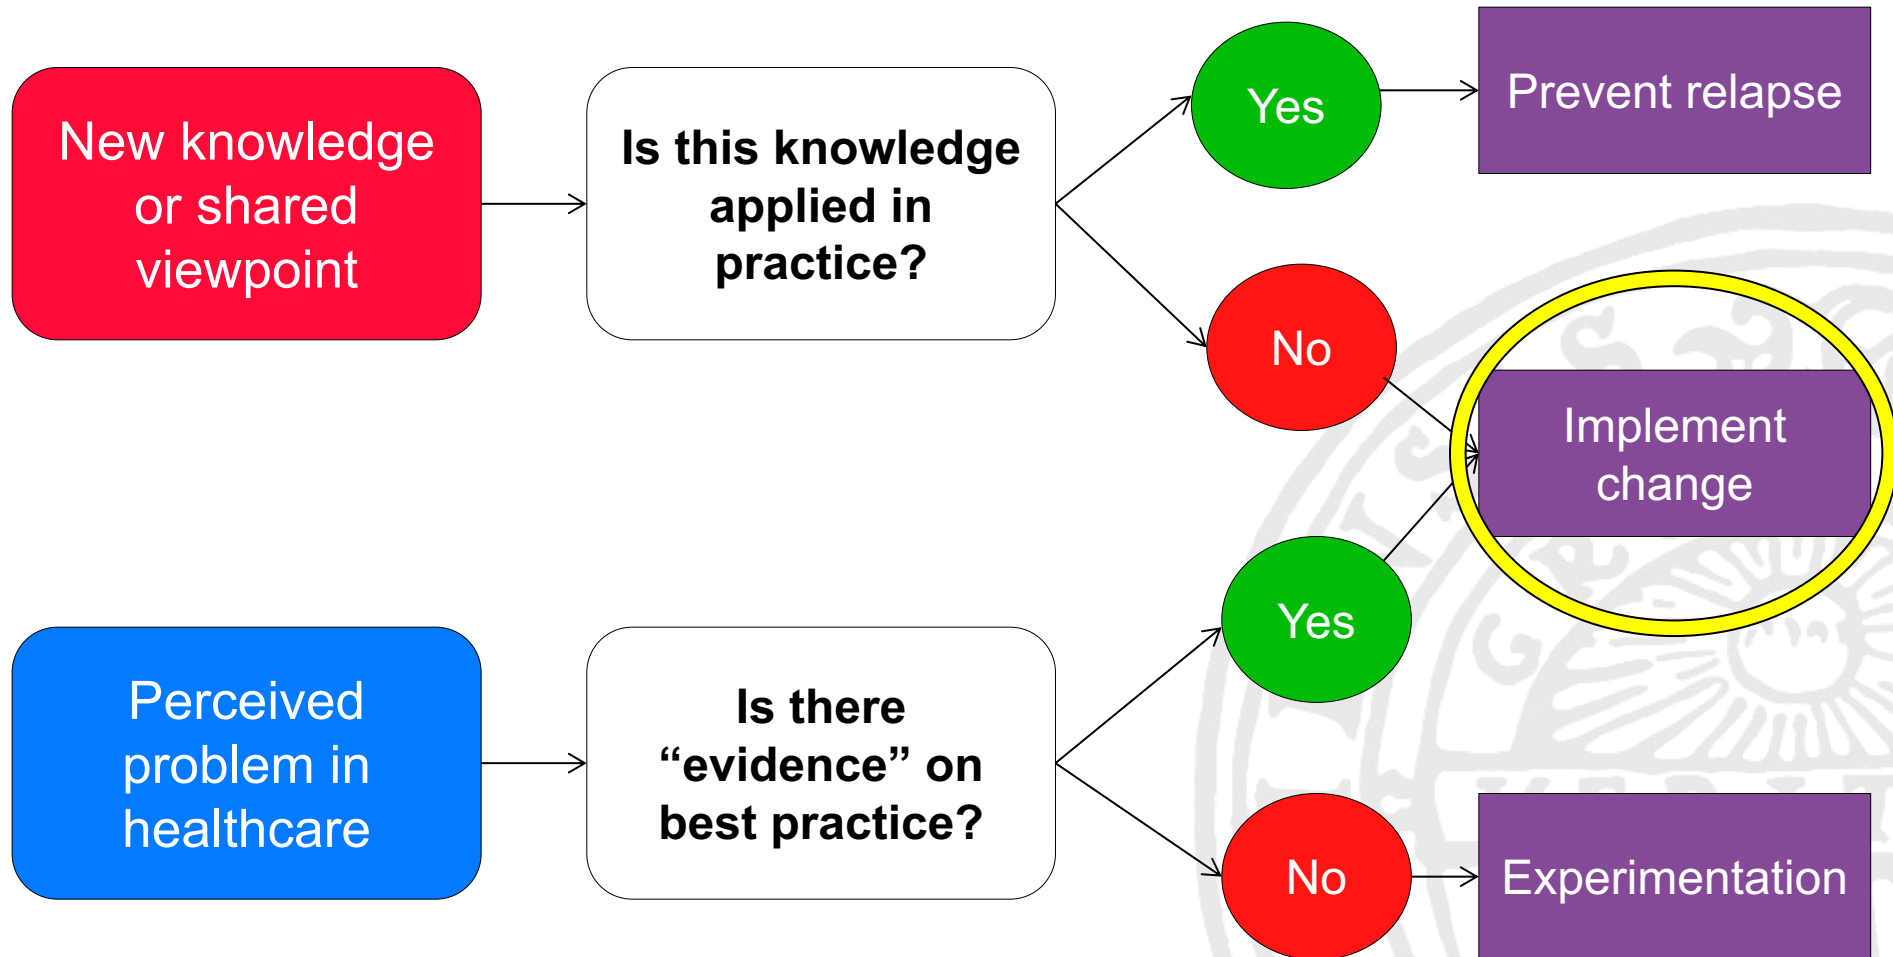 New knowledge
or shared
viewpoint
Is this knowledge
applied in
practice?
Yes
Prevent relapse
No
Implement
change
Perceived
problem in
healthcare
Is there
“evidence” on
best practice?
Yes
No
Experimentation